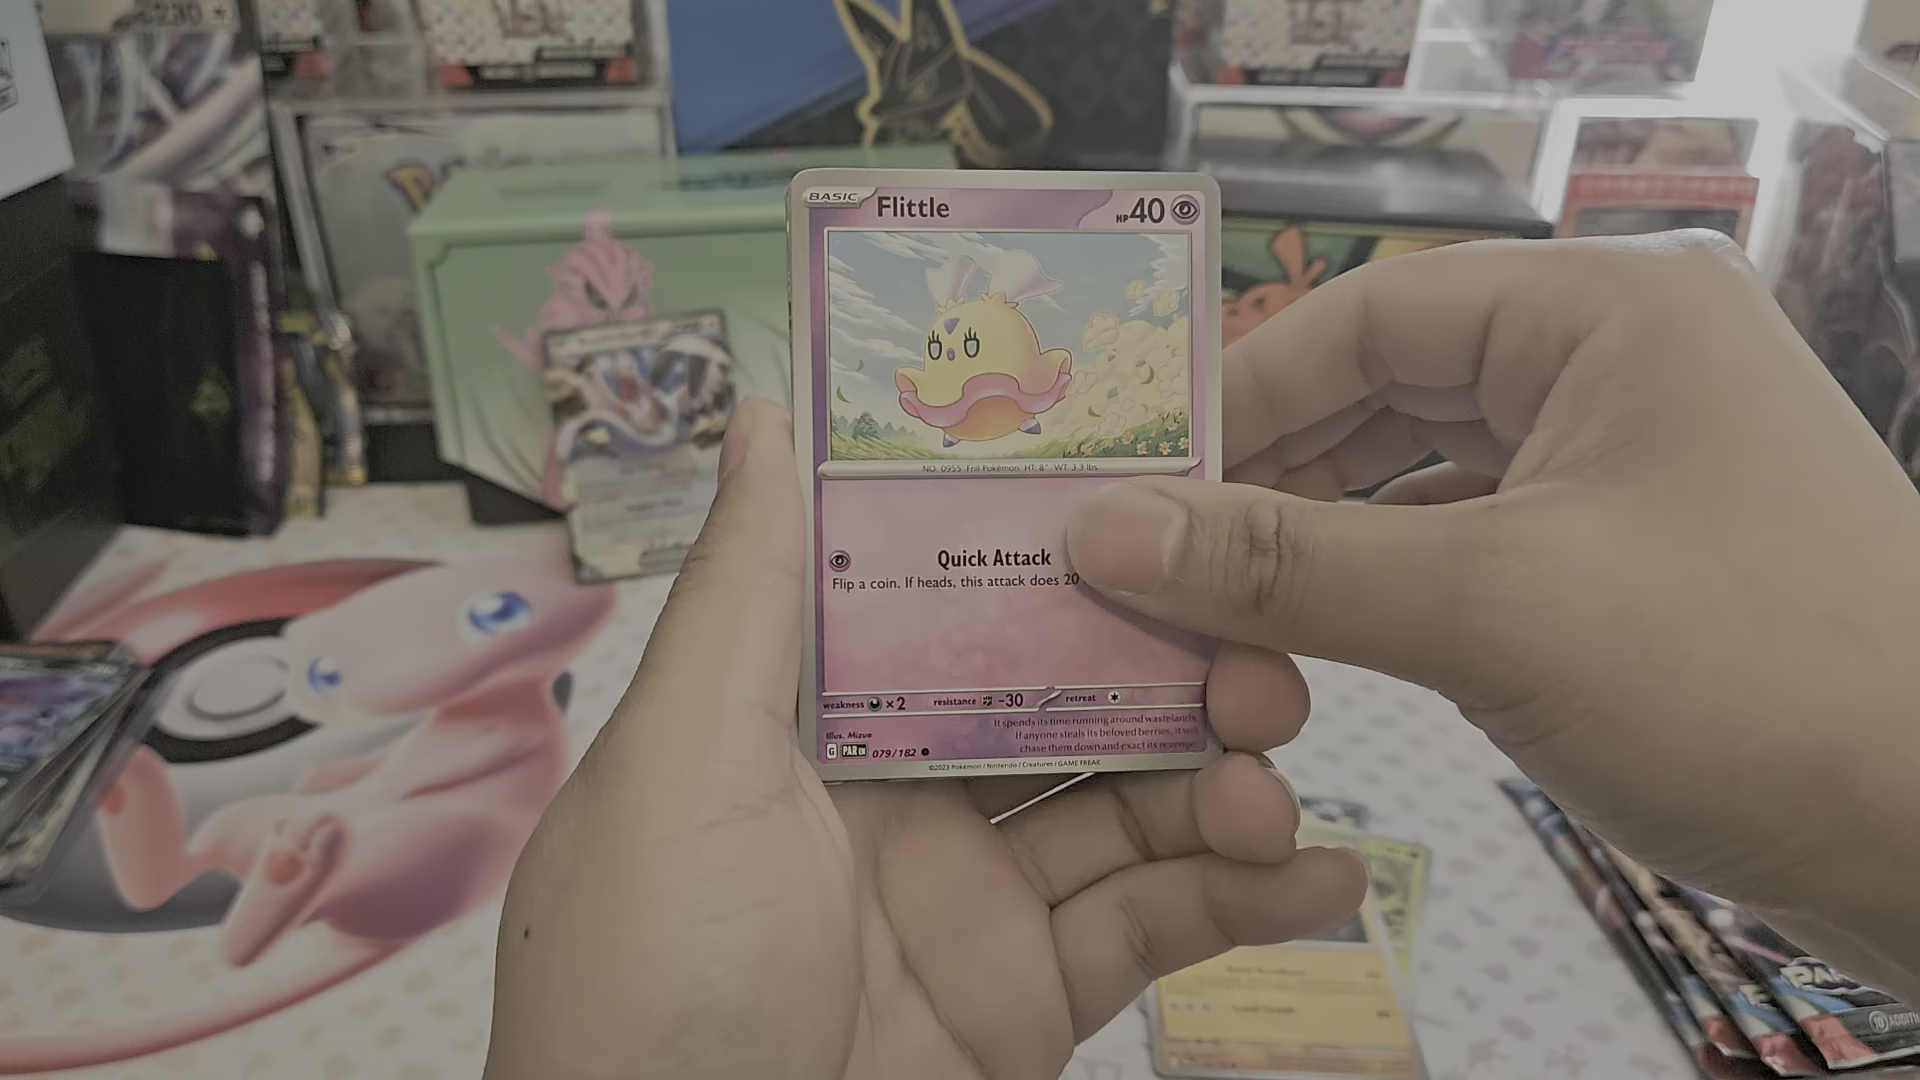 BASIC Flittle HP 40
NO. 0955 Frill Pokémon HT: 8" WT: 3.3 lbs.
Quick Attack
Flip a coin. If heads, this attack does 20
weakness ×2 resistance -30 retreat
It spends its time running around wastelands.
If anyone steals its beloved berries, it will
chase them down and exact its revenge.
Illus. Mizue
G PAR EN 079/182
©2023 Pokémon / Nintendo / Creatures / GAME FREAK